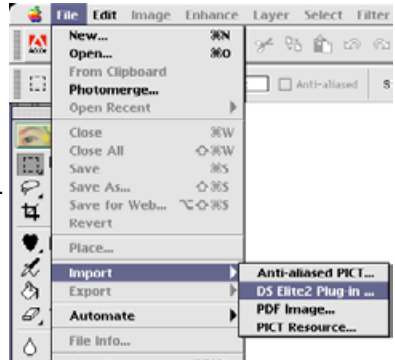 File Edit Image Enhance Layer Select Filter
New... ⌘N
Open... ⌘O
From Clipboard
Photomerge...
Open Recent
Anti-aliased
S
Close ⌘W
Close All ⇧⌘W
Save ⌘S
Save As... ⇧⌘S
Save for Web... ⌥⇧⌘S
Revert
Place...
Import
Anti-aliased PICT...
Export
DS Elite2 Plug-in ...
PDF Image...
Automate
PICT Resource...
File Info...